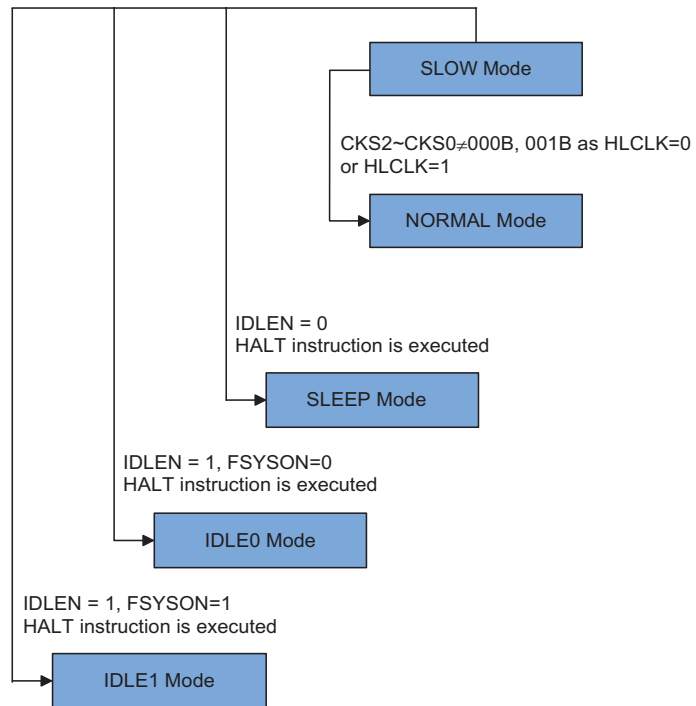 SLOW Mode
CKS2~CKS0≠000B, 001B as HLCLK=0
or HLCLK=1
NORMAL Mode
IDLEN = 0
HALT instruction is executed
SLEEP Mode
IDLEN = 1, FSYSON=0
HALT instruction is executed
IDLE0 Mode
IDLEN = 1, FSYSON=1
HALT instruction is executed
IDLE1 Mode